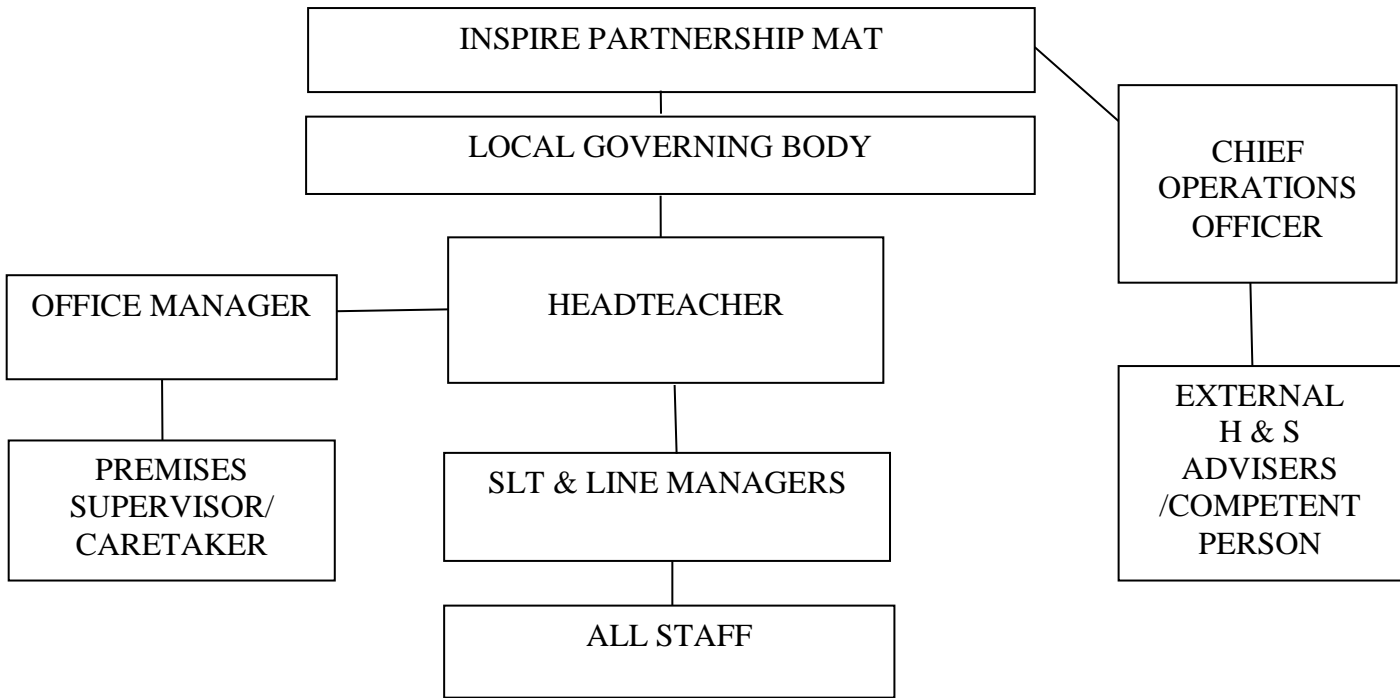 INSPIRE PARTNERSHIP MAT
LOCAL GOVERNING BODY
CHIEF
OPERATIONS
OFFICER
OFFICE MANAGER
HEADTEACHER
PREMISES
SUPERVISOR/
CARETAKER
SLT & LINE MANAGERS
EXTERNAL
H & S
ADVISERS
/COMPETENT
PERSON
ALL STAFF